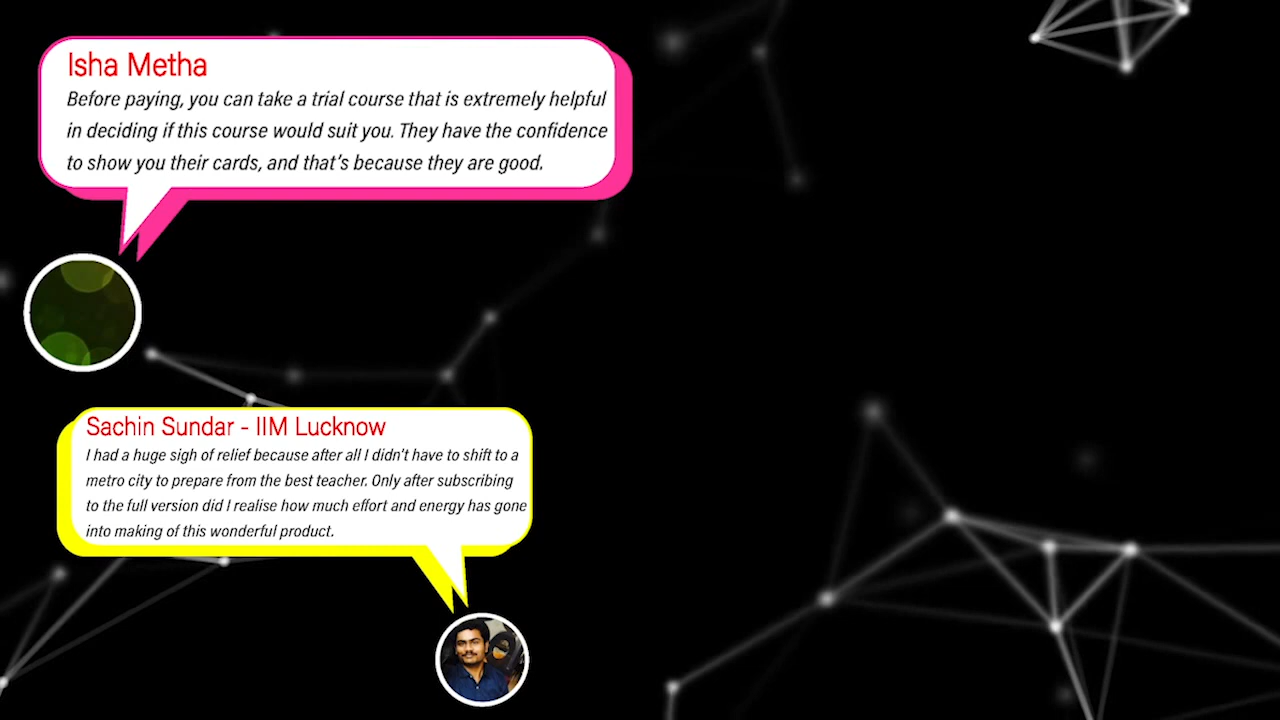 Isha Metha
Before paying, you can take a trial course that is extremely helpful
in deciding if this course would suit you. They have the confidence
to show you their cards, and that's because they are good.
Sachin Sundar - IIM Lucknow
I had a huge sigh of relief because after all I didn't have to shift to a
metro city to prepare from the best teacher. Only after subscribing
to the full version did I realise how much effort and energy has gone
into making of this wonderful product.